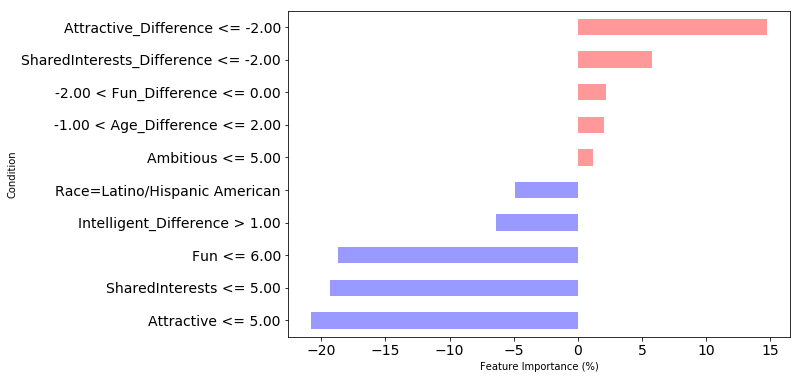 Attractive_Difference <= -2.00
SharedInterests_Difference <= -2.00
-2.00 < Fun_Difference <= 0.00
-1.00 < Age_Difference <= 2.00
Ambitious <= 5.00
Race=Latino/Hispanic American
Intelligent_Difference > 1.00
Fun <= 6.00
SharedInterests <= 5.00
Attractive <= 5.00
Condition
−20 −15 −10 −5 0 5 10 15
Feature Importance (%)